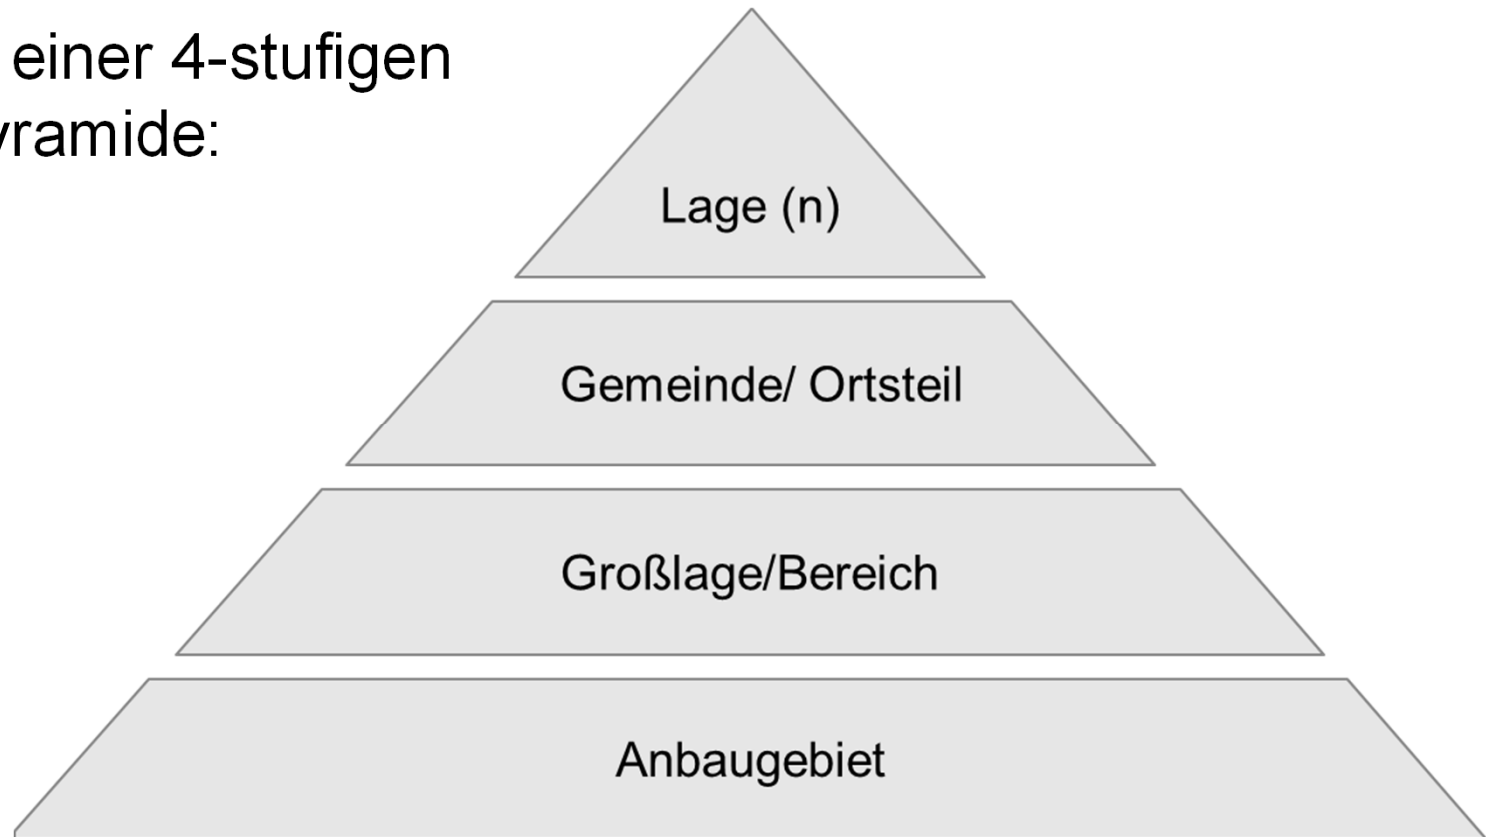 einer 4-stufigen
yramide:
Lage (n)
Gemeinde/ Ortsteil
Großlage/Bereich
Anbaugebiet